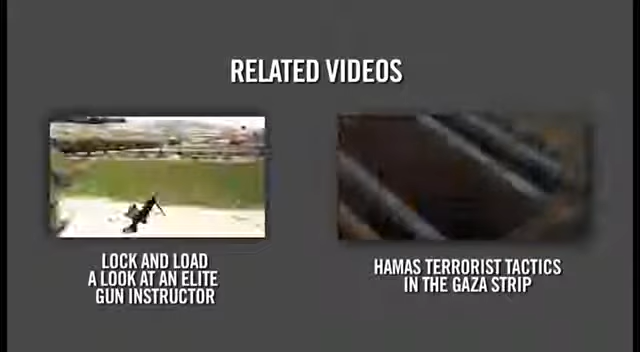 RELATED VIDEOS
LOCK AND LOAD
A LOOK AT AN ELITE
GUN INSTRUCTOR
HAMAS TERRORIST TACTICS
IN THE GAZA STRIP